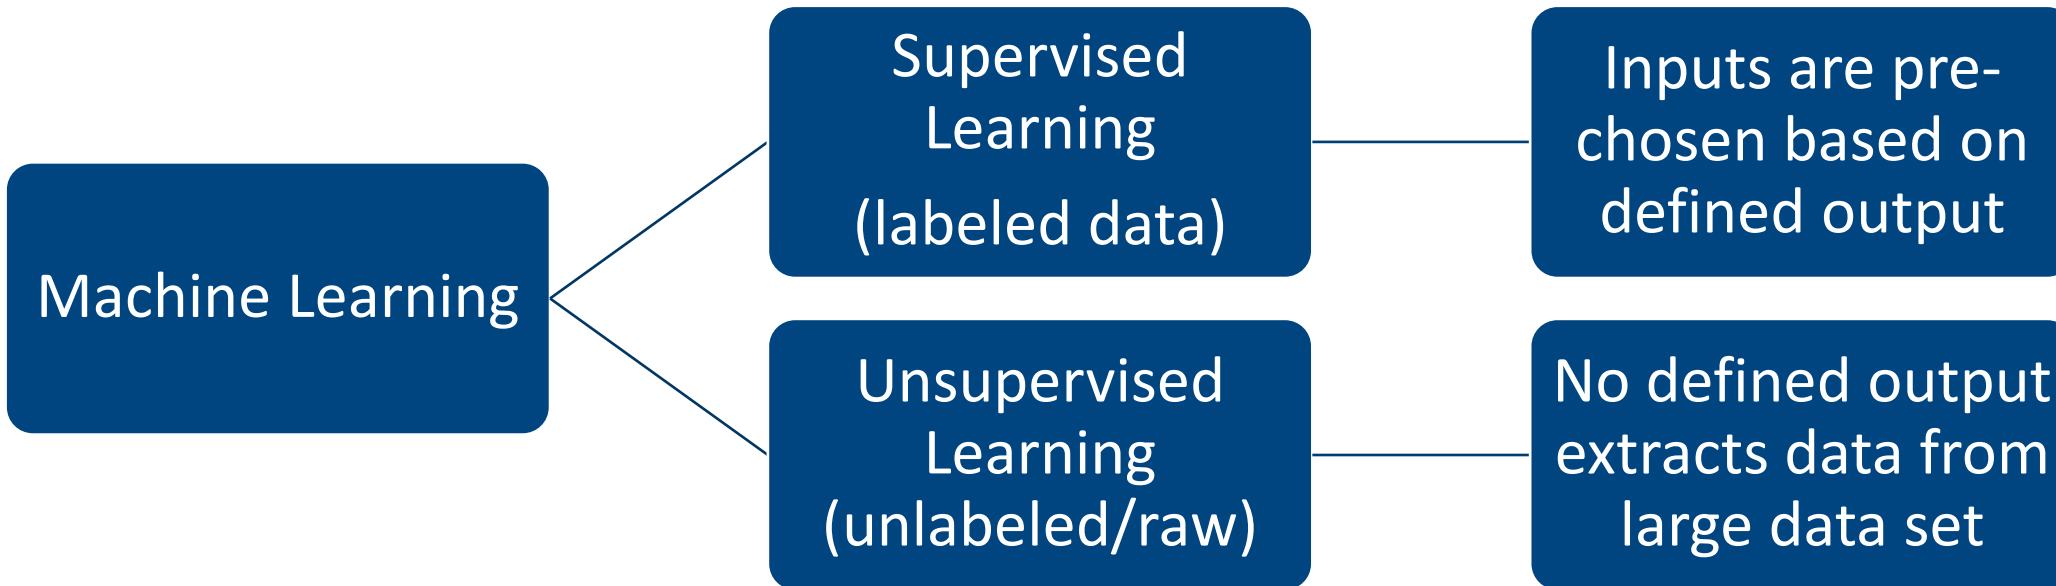 Machine Learning
Supervised
Learning
(labeled data)
Inputs are pre-
chosen based on
defined output
Unsupervised
Learning
(unlabeled/raw)
No defined output
extracts data from
large data set